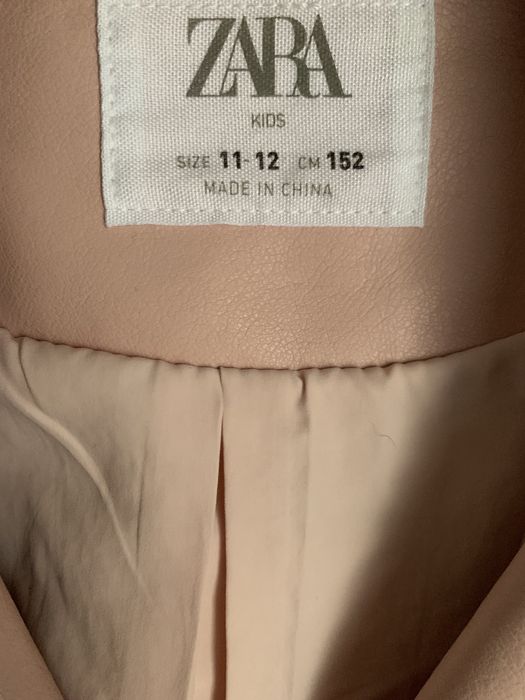 ZARA
KIDS
SIZE 11-12 CM 152
MADE IN CHINA